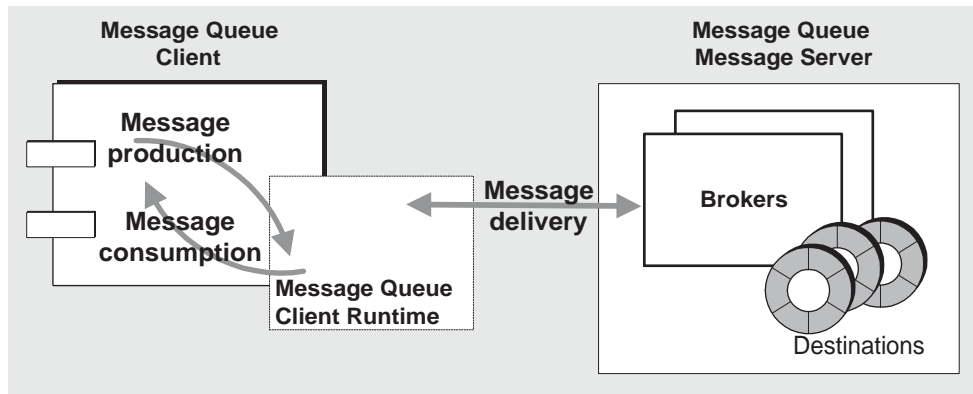 Message Queue
Client
Message Queue
Message Server
Message
production
Message
consumption
Message Queue
Client Runtime
Message
delivery
Brokers
Destinations